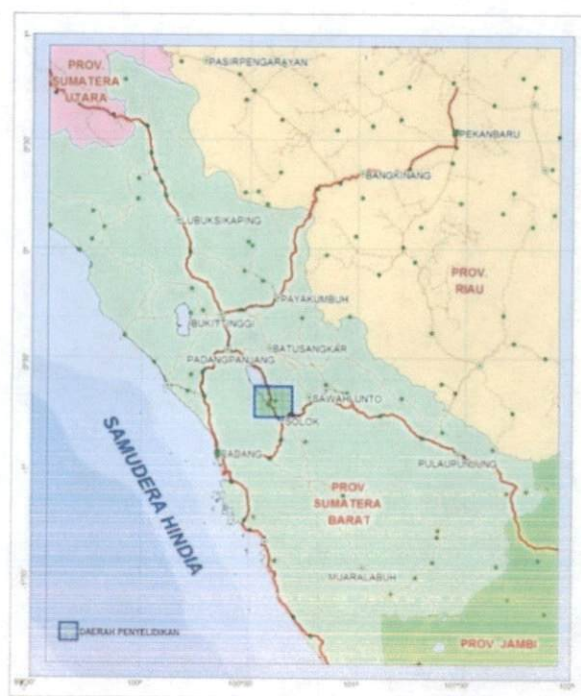 PROV.
SUMATERA
UTARA
PASIRPENGARAYAN
PEKANBARU
BANGKINANG
LUBUKSIKAPING
PROV.
RIAU
PAYAKUMBUH
BUKITTINGGI
BATUSANGKAR
PADANGPANJANG
SAWAHLUNTO
SOLOK
PADANG
PULAUPUNJUNG
SAMUDERA HINDIA
PROV
SUMATERA
BARAT
MUARALABUH
DAERAH PENYELIDIKAN
PROV. JAMBI